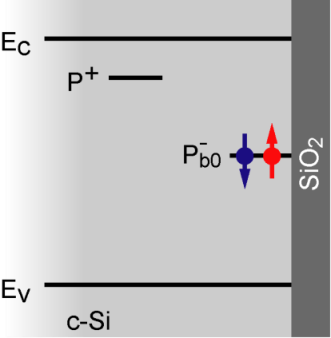 E_C
P^+
P_b0^-
SiO_2
E_V
c-Si